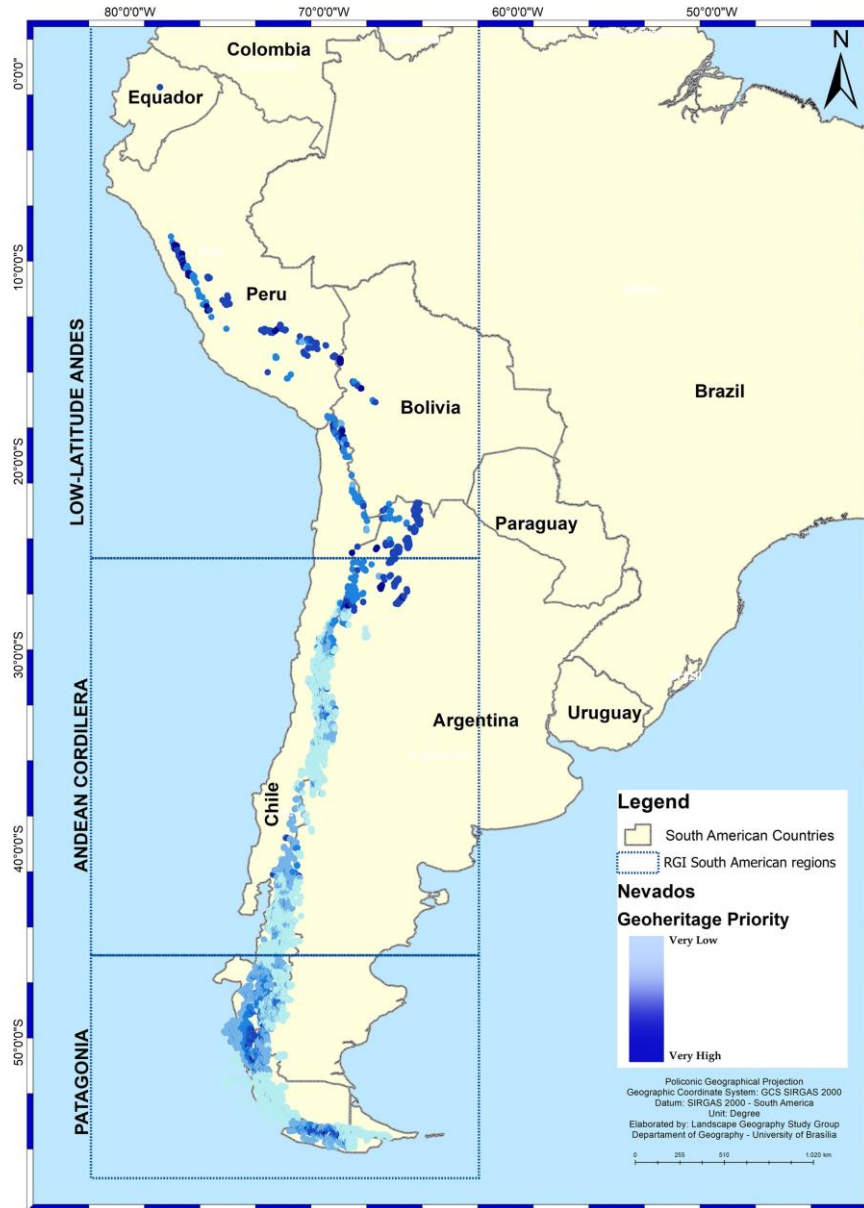 80°0'0"W
70°0'0"W
60°0'0"W
50°0'0"W
N
0°0'0"
10°0'0"S
20°0'0"S
30°0'0"S
40°0'0"S
50°0'0"S
LOW-LATITUDE ANDES
ANDEAN CORDILERA
PATAGONIA
Colombia
Equador
Peru
Brazil
Bolivia
Paraguay
Argentina
Uruguay
Chile
Legend
South American Countries
RGI South American regions
Nevados
Geoheritage Priority
Very Low
Very High
Policonic Geographical Projection
Geographic Coordinate System: GCS SIRGAS 2000
Datum: SIRGAS 2000 - South America
Unit: Degree
Elaborated by: Landscape Geography Study Group
Departament of Geography - University of Brasília
0 255 510 1.020 km